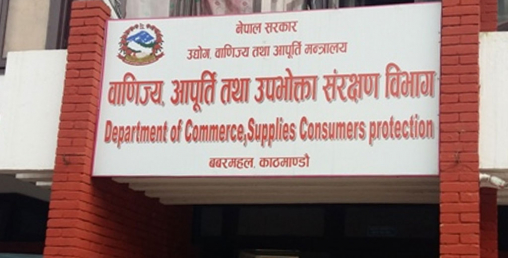 नेपाल सरकार
उद्योग, वाणिज्य तथा आपूर्ति मन्त्रालय
वाणिज्य, आपूर्ति तथा उपभोक्ता संरक्षण विभाग
Department of Commerce,Supplies Consumers protection
बबरमहल, काठमाण्डौ